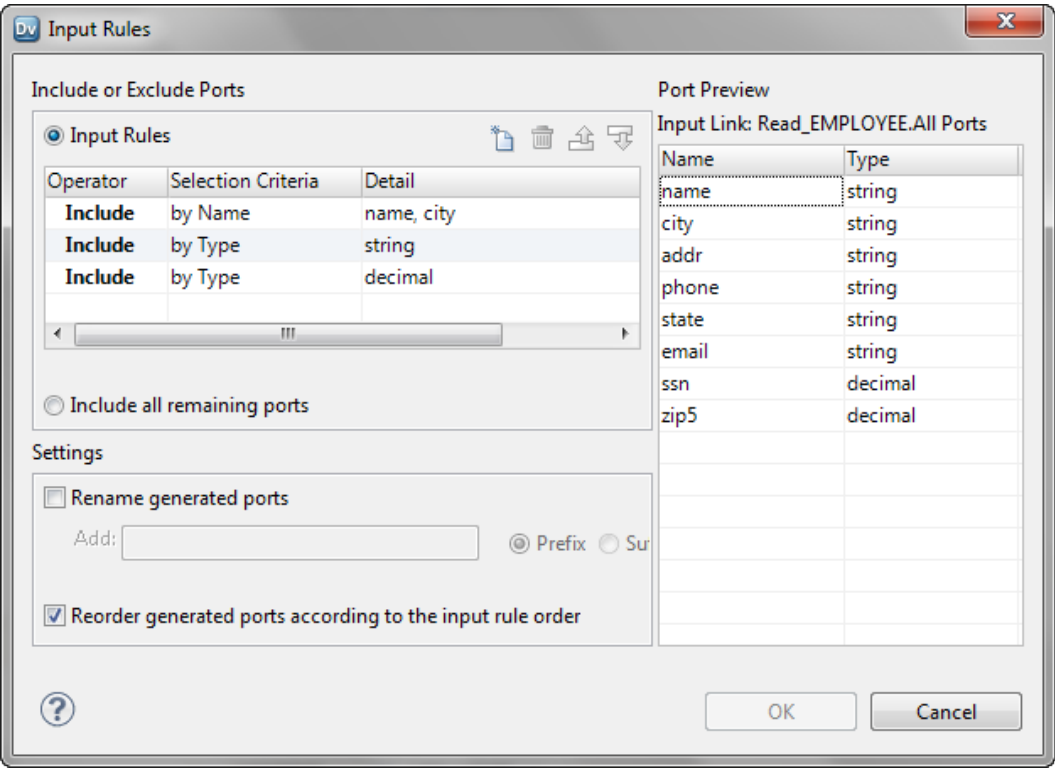 Dv Input Rules
Include or Exclude Ports
Input Rules
Operator Selection Criteria Detail
Include by Name name, city
Include by Type string
Include by Type decimal
Include all remaining ports
Settings
Rename generated ports
Add: Prefix Suf
Reorder generated ports according to the input rule order
Port Preview
Input Link: Read_EMPLOYEE.All Ports
Name Type
name string
city string
addr string
phone string
state string
email string
ssn decimal
zip5 decimal
? OK Cancel